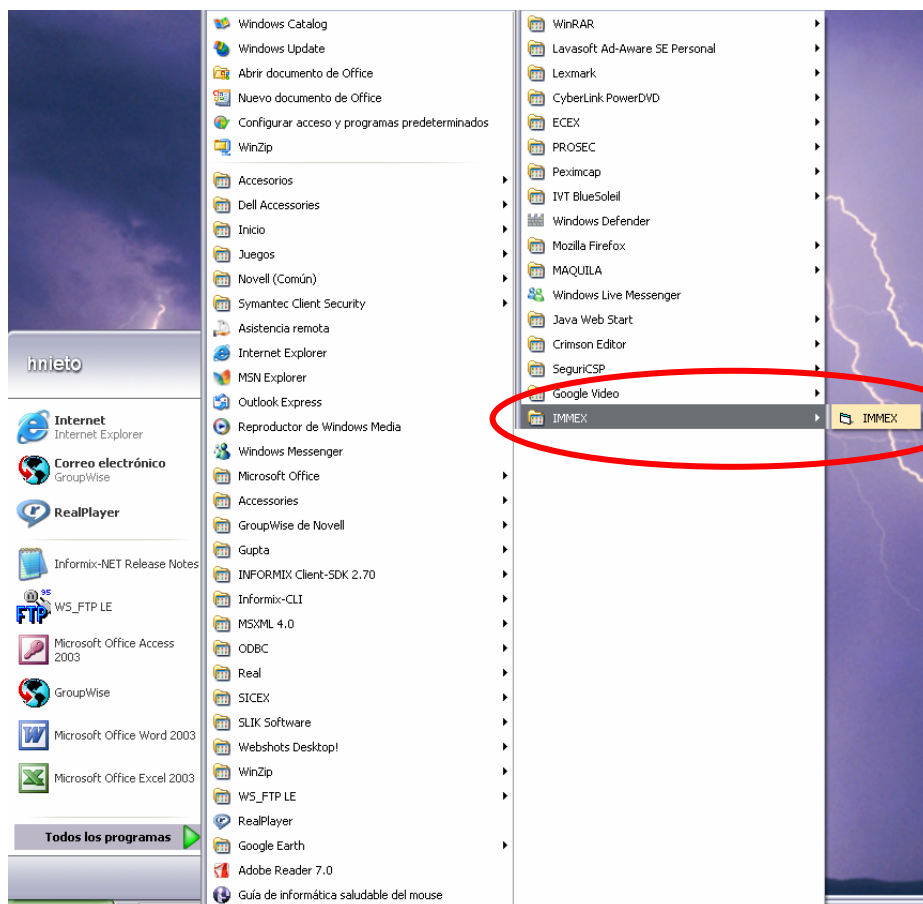 hnieto
Internet
Internet Explorer
Correo electrónico
GroupWise
RealPlayer
Informix-NET Release Notes
WS_FTP LE
Microsoft Office Access
2003
GroupWise
Microsoft Office Word 2003
Microsoft Office Excel 2003
Todos los programas
Windows Catalog
Windows Update
Abrir documento de Office
Nuevo documento de Office
Configurar acceso y programas predeterminados
WinZip
Accesorios
Dell Accessories
Inicio
Juegos
Novell (Común)
Symantec Client Security
Asistencia remota
Internet Explorer
MSN Explorer
Outlook Express
Reproductor de Windows Media
Windows Messenger
Microsoft Office
Accessories
GroupWise de Novell
Gupta
INFORMIX Client-SDK 2.70
Informix-CLI
MSXML 4.0
ODBC
Real
SICEX
SLIK Software
Webshots Desktop!
WinZip
WS_FTP LE
RealPlayer
Google Earth
Adobe Reader 7.0
Guía de informática saludable del mouse
WinRAR
Lavasoft Ad-Aware SE Personal
Lexmark
CyberLink PowerDVD
ECEX
PROSEC
Peximcap
IVT BlueSoleil
Windows Defender
Mozilla Firefox
MAQUILA
Windows Live Messenger
Java Web Start
Crimson Editor
SeguriCSP
Google Video
IMMEX
IMMEX